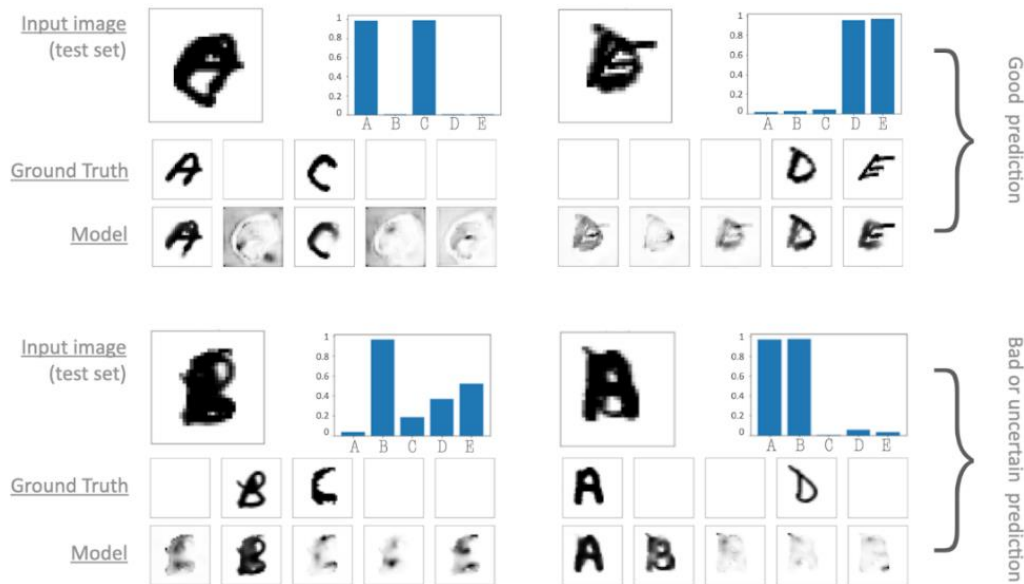 Input image
(test set)
1
0.8
0.6
0.4
0.2
0
A B C D E
1
0.8
0.6
0.4
0.2
0
A B C D E
Good prediction
Ground Truth
A C
D E
Model
A C
D E
Input image
(test set)
1
0.8
0.6
0.4
0.2
0
A B C D E
1
0.8
0.6
0.4
0.2
0
A B C D E
Bad or uncertain prediction
Ground Truth
B C
A D
Model
B
A B